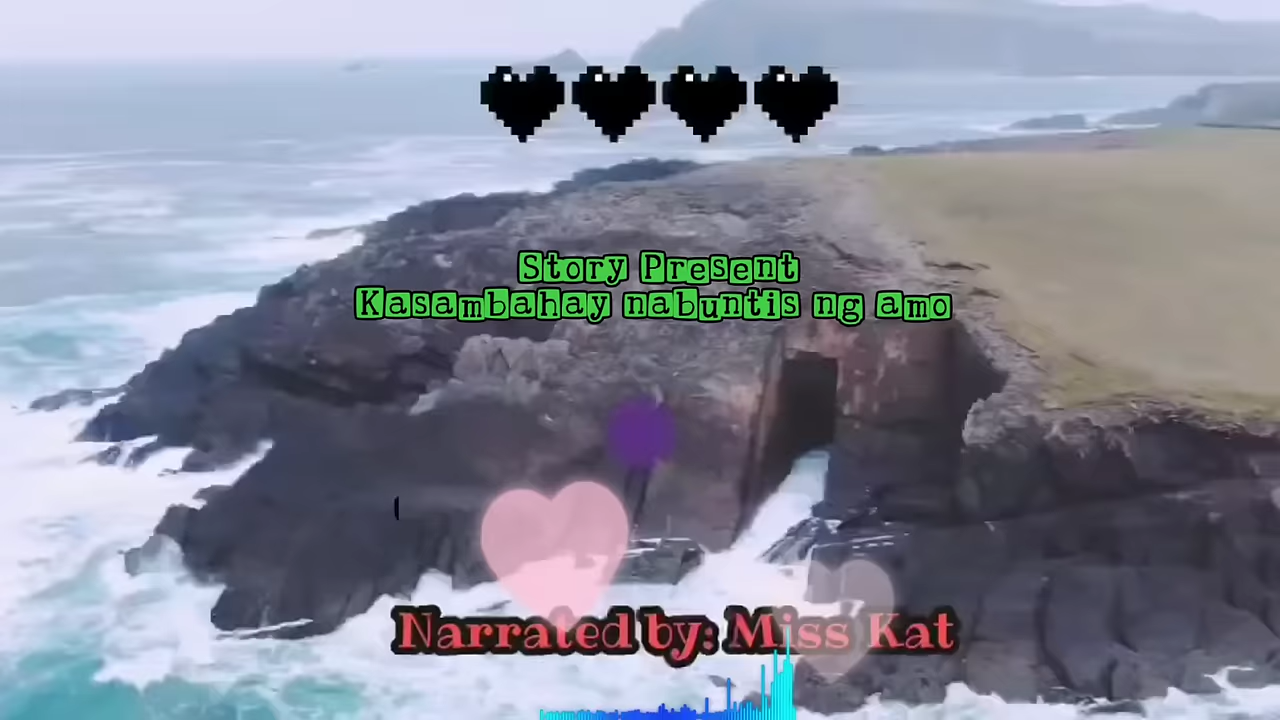 Story Present
Kasambahay nabuntis ng amo
Narrated by: Miss Kat